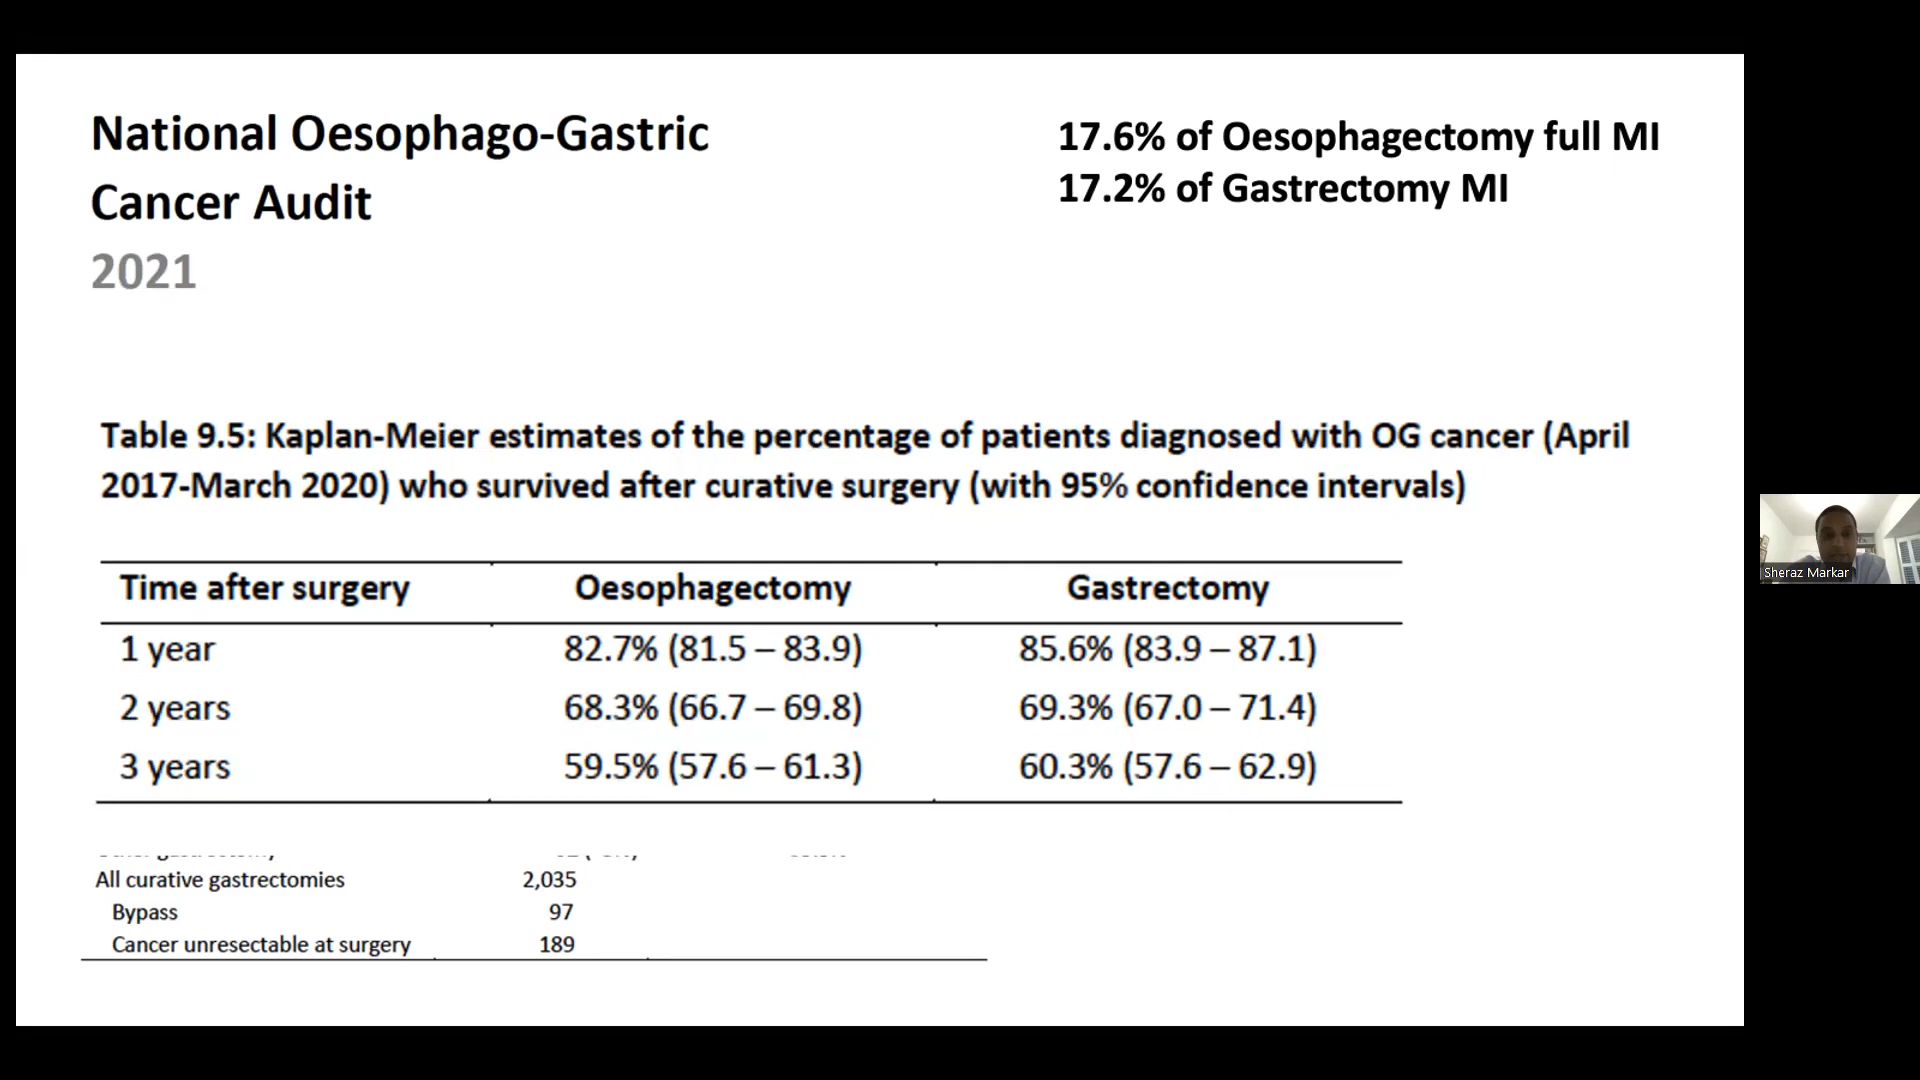 National Oesophago-Gastric
Cancer Audit
2021
17.6% of Oesophagectomy full MI
17.2% of Gastrectomy MI
Table 9.5: Kaplan-Meier estimates of the percentage of patients diagnosed with OG cancer (April
2017-March 2020) who survived after curative surgery (with 95% confidence intervals)
Time after surgery Oesophagectomy Gastrectomy
1 year 82.7% (81.5 – 83.9) 85.6% (83.9 – 87.1)
2 years 68.3% (66.7 – 69.8) 69.3% (67.0 – 71.4)
3 years 59.5% (57.6 – 61.3) 60.3% (57.6 – 62.9)
All curative gastrectomies 2,035
Bypass 97
Cancer unresectable at surgery 189
Sheraz Markar